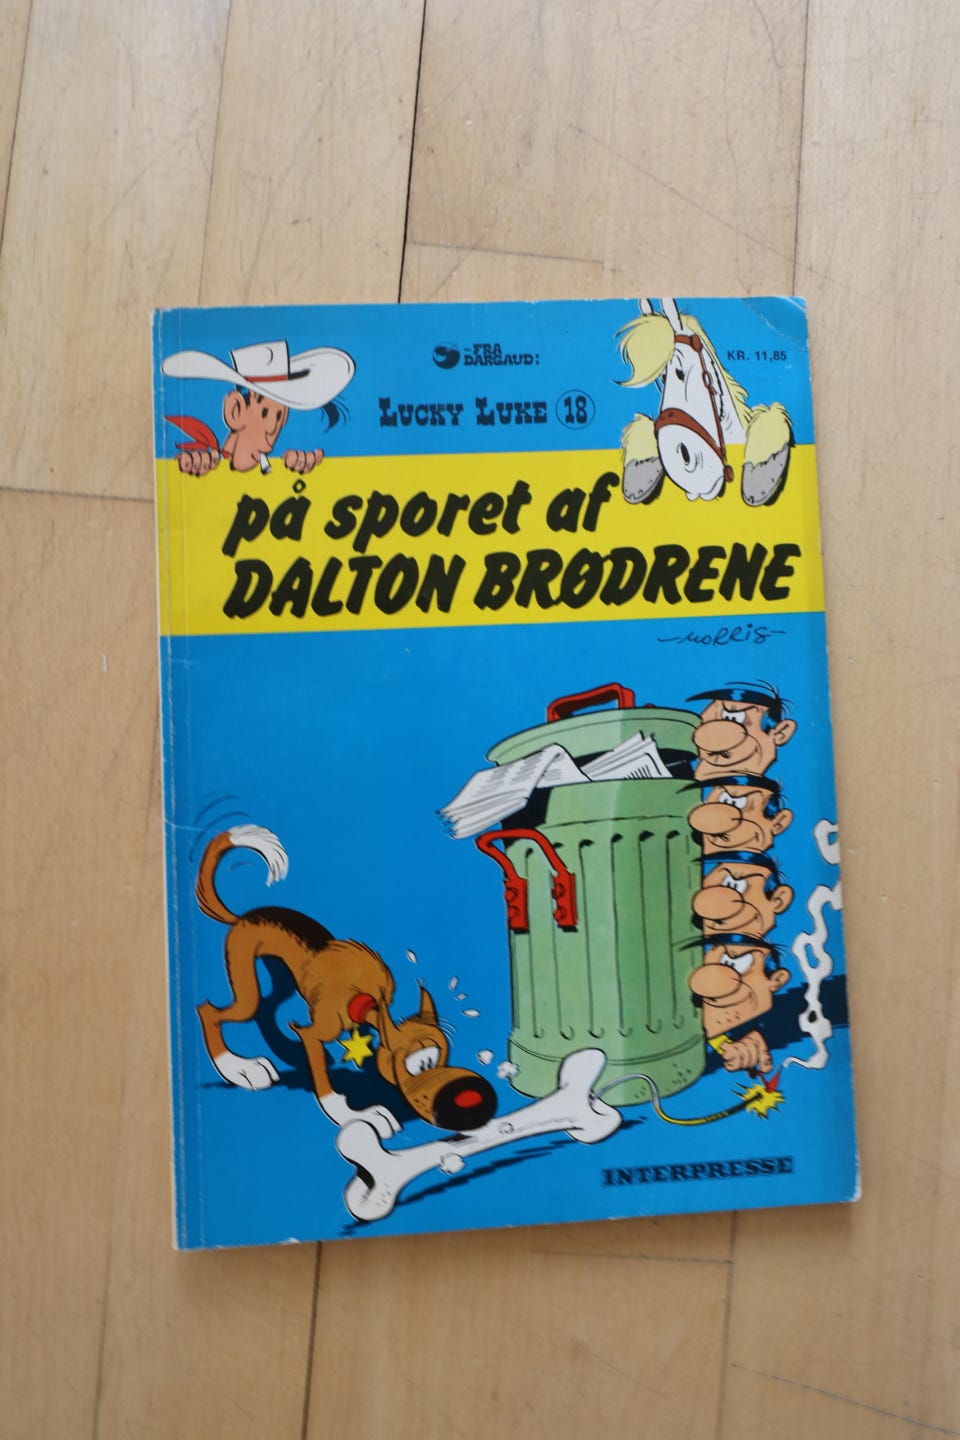 -FRA
DARGAUD:
KR. 11,85
LUCKY LUKE 18
på sporet af
DALTON BRØDRENE
-MORRIS-
INTERPRESSE